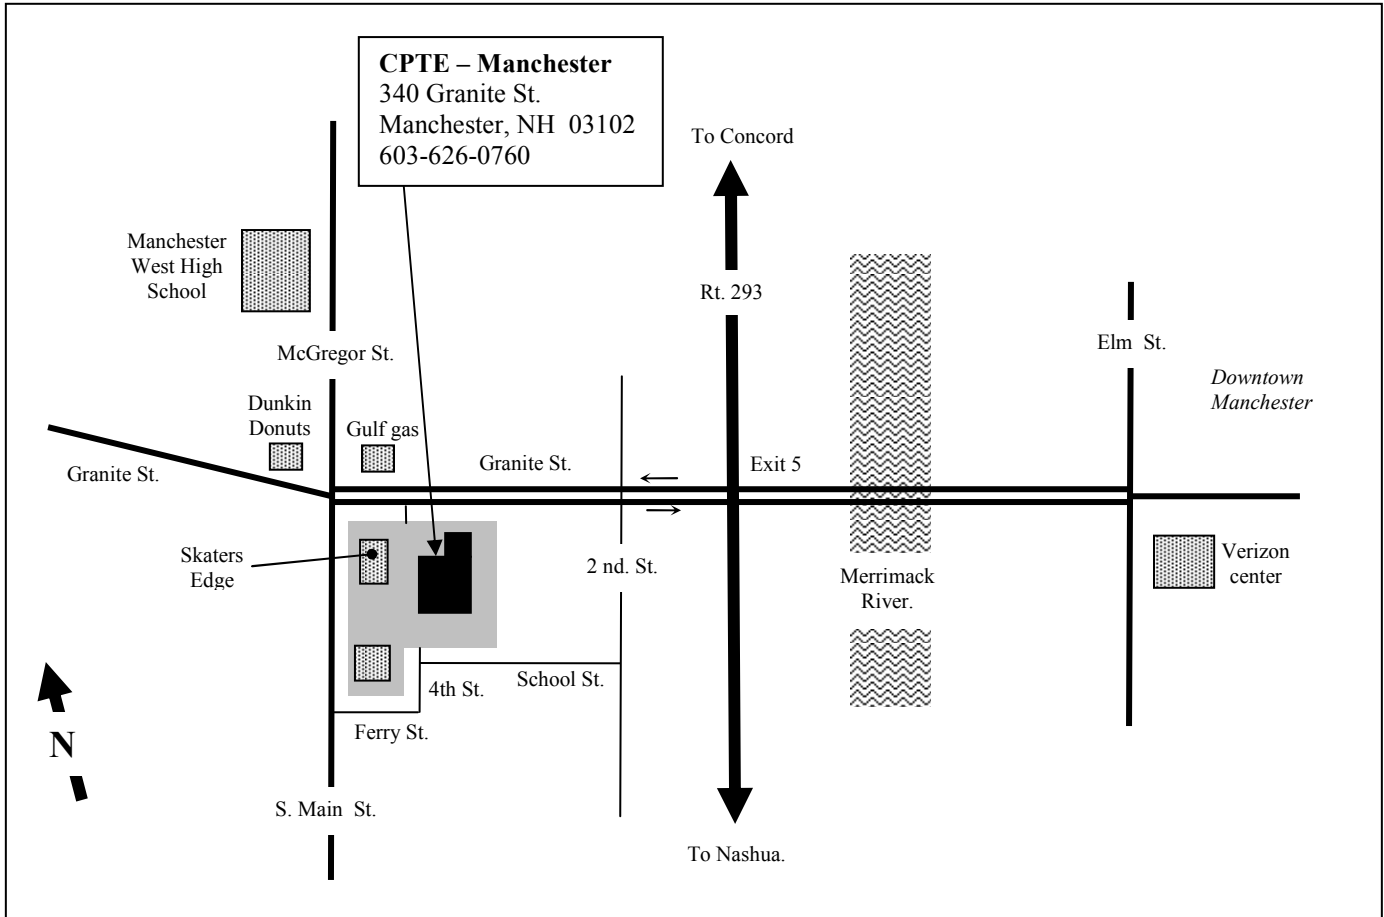 CPTE – Manchester
340 Granite St.
Manchester, NH  03102
603-626-0760
To Concord
Manchester
West High
School
Rt. 293
McGregor St.
Elm  St.
Downtown
Manchester
Dunkin
Donuts
Gulf gas
Granite St.
Granite St.
Exit 5
Skaters
Edge
2 nd. St.
Merrimack
River.
Verizon
center
4th St.
School St.
Ferry St.
N
S. Main  St.
To Nashua.